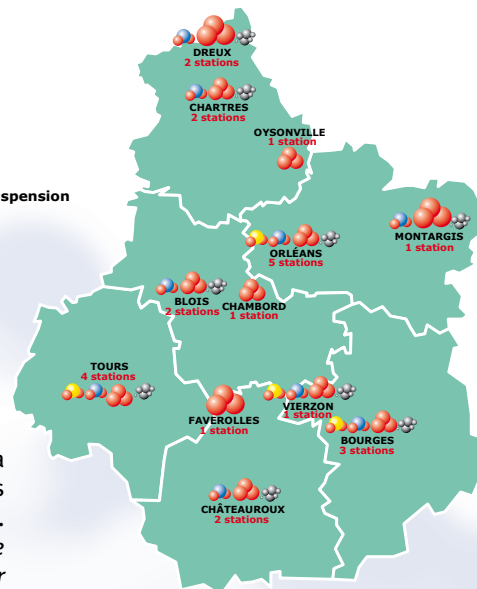 DREUX
2 stations
CHARTRES
2 stations
OYSONVILLE
1 station
spension
MONTARGIS
1 station
ORLÉANS
5 stations
BLOIS
2 stations
CHAMBORD
1 station
TOURS
4 stations
FAVEROLLES
1 station
VIERZON
1 station
BOURGES
3 stations
a
s
.
e
r
CHÂTEAUROUX
2 stations